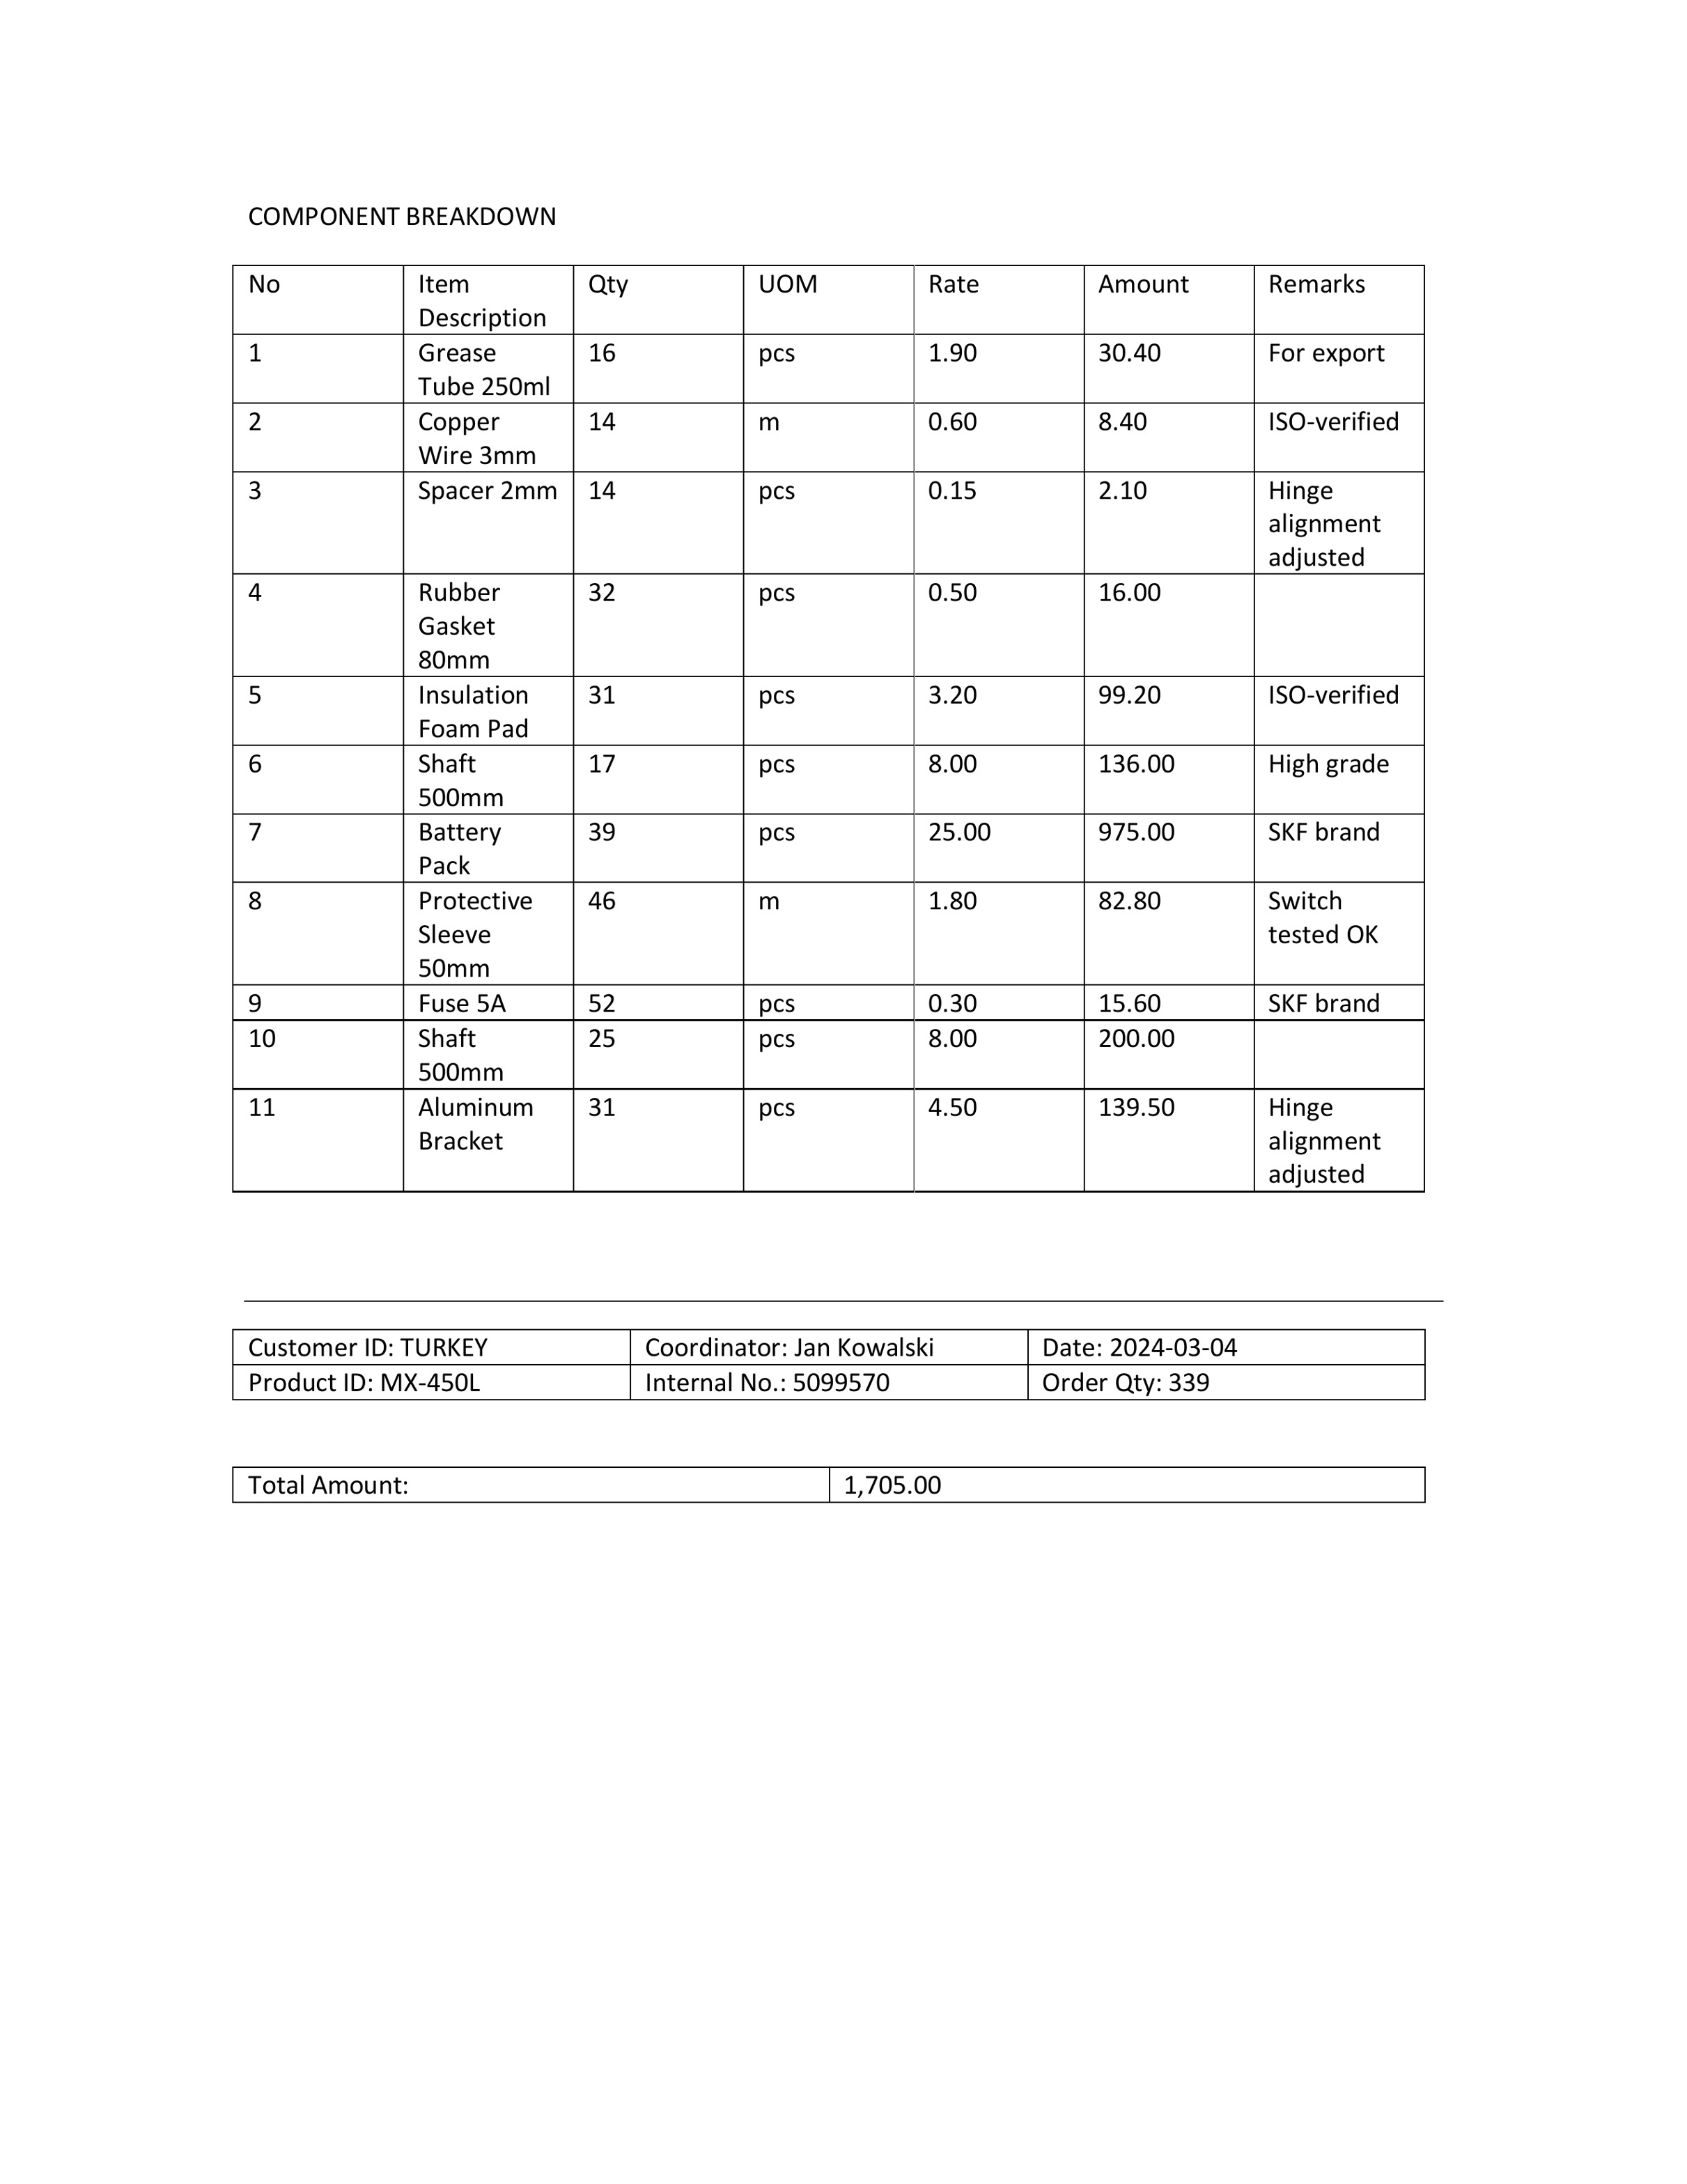 COMPONENT BREAKDOWN
No Item Description Qty UOM Rate Amount Remarks
1 Grease Tube 250ml 16 pcs 1.90 30.40 For export
2 Copper Wire 3mm 14 m 0.60 8.40 ISO-verified
3 Spacer 2mm 14 pcs 0.15 2.10 Hinge alignment adjusted
4 Rubber Gasket 80mm 32 pcs 0.50 16.00
5 Insulation Foam Pad 31 pcs 3.20 99.20 ISO-verified
6 Shaft 500mm 17 pcs 8.00 136.00 High grade
7 Battery Pack 39 pcs 25.00 975.00 SKF brand
8 Protective Sleeve 50mm 46 m 1.80 82.80 Switch tested OK
9 Fuse 5A 52 pcs 0.30 15.60 SKF brand
10 Shaft 500mm 25 pcs 8.00 200.00
11 Aluminum Bracket 31 pcs 4.50 139.50 Hinge alignment adjusted
Customer ID: TURKEY Coordinator: Jan Kowalski Date: 2024-03-04
Product ID: MX-450L Internal No.: 5099570 Order Qty: 339
Total Amount: 1,705.00